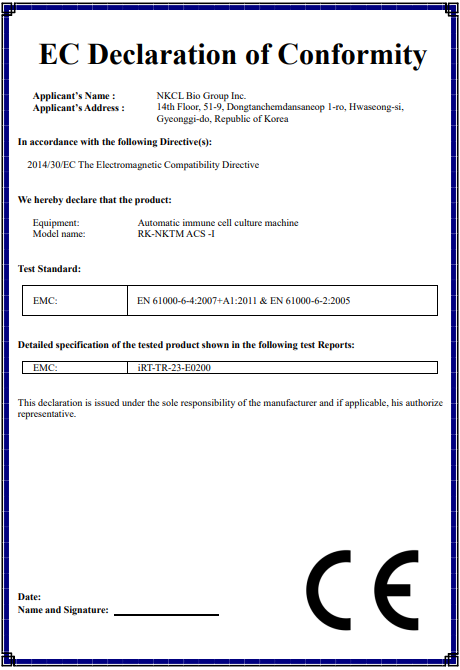 EC Declaration of Conformity
Applicant's Name : NKCL Bio Group Inc.
Applicant's Address : 14th Floor, 51-9, Dongtanchemdansaneop 1-ro, Hwaseong-si,
Gyeonggi-do, Republic of Korea
In accordance with the following Directive(s):
2014/30/EC The Electromagnetic Compatibility Directive
We hereby declare that the product:
Equipment: Automatic immune cell culture machine
Model name: RK-NKTM ACS -I
Test Standard:
EMC: EN 61000-6-4:2007+A1:2011 & EN 61000-6-2:2005
Detailed specification of the tested product shown in the following test Reports:
EMC: iRT-TR-23-E0200
This declaration is issued under the sole responsibility of the manufacturer and if applicable, his authorize
representative.
CE
Date:
Name and Signature: